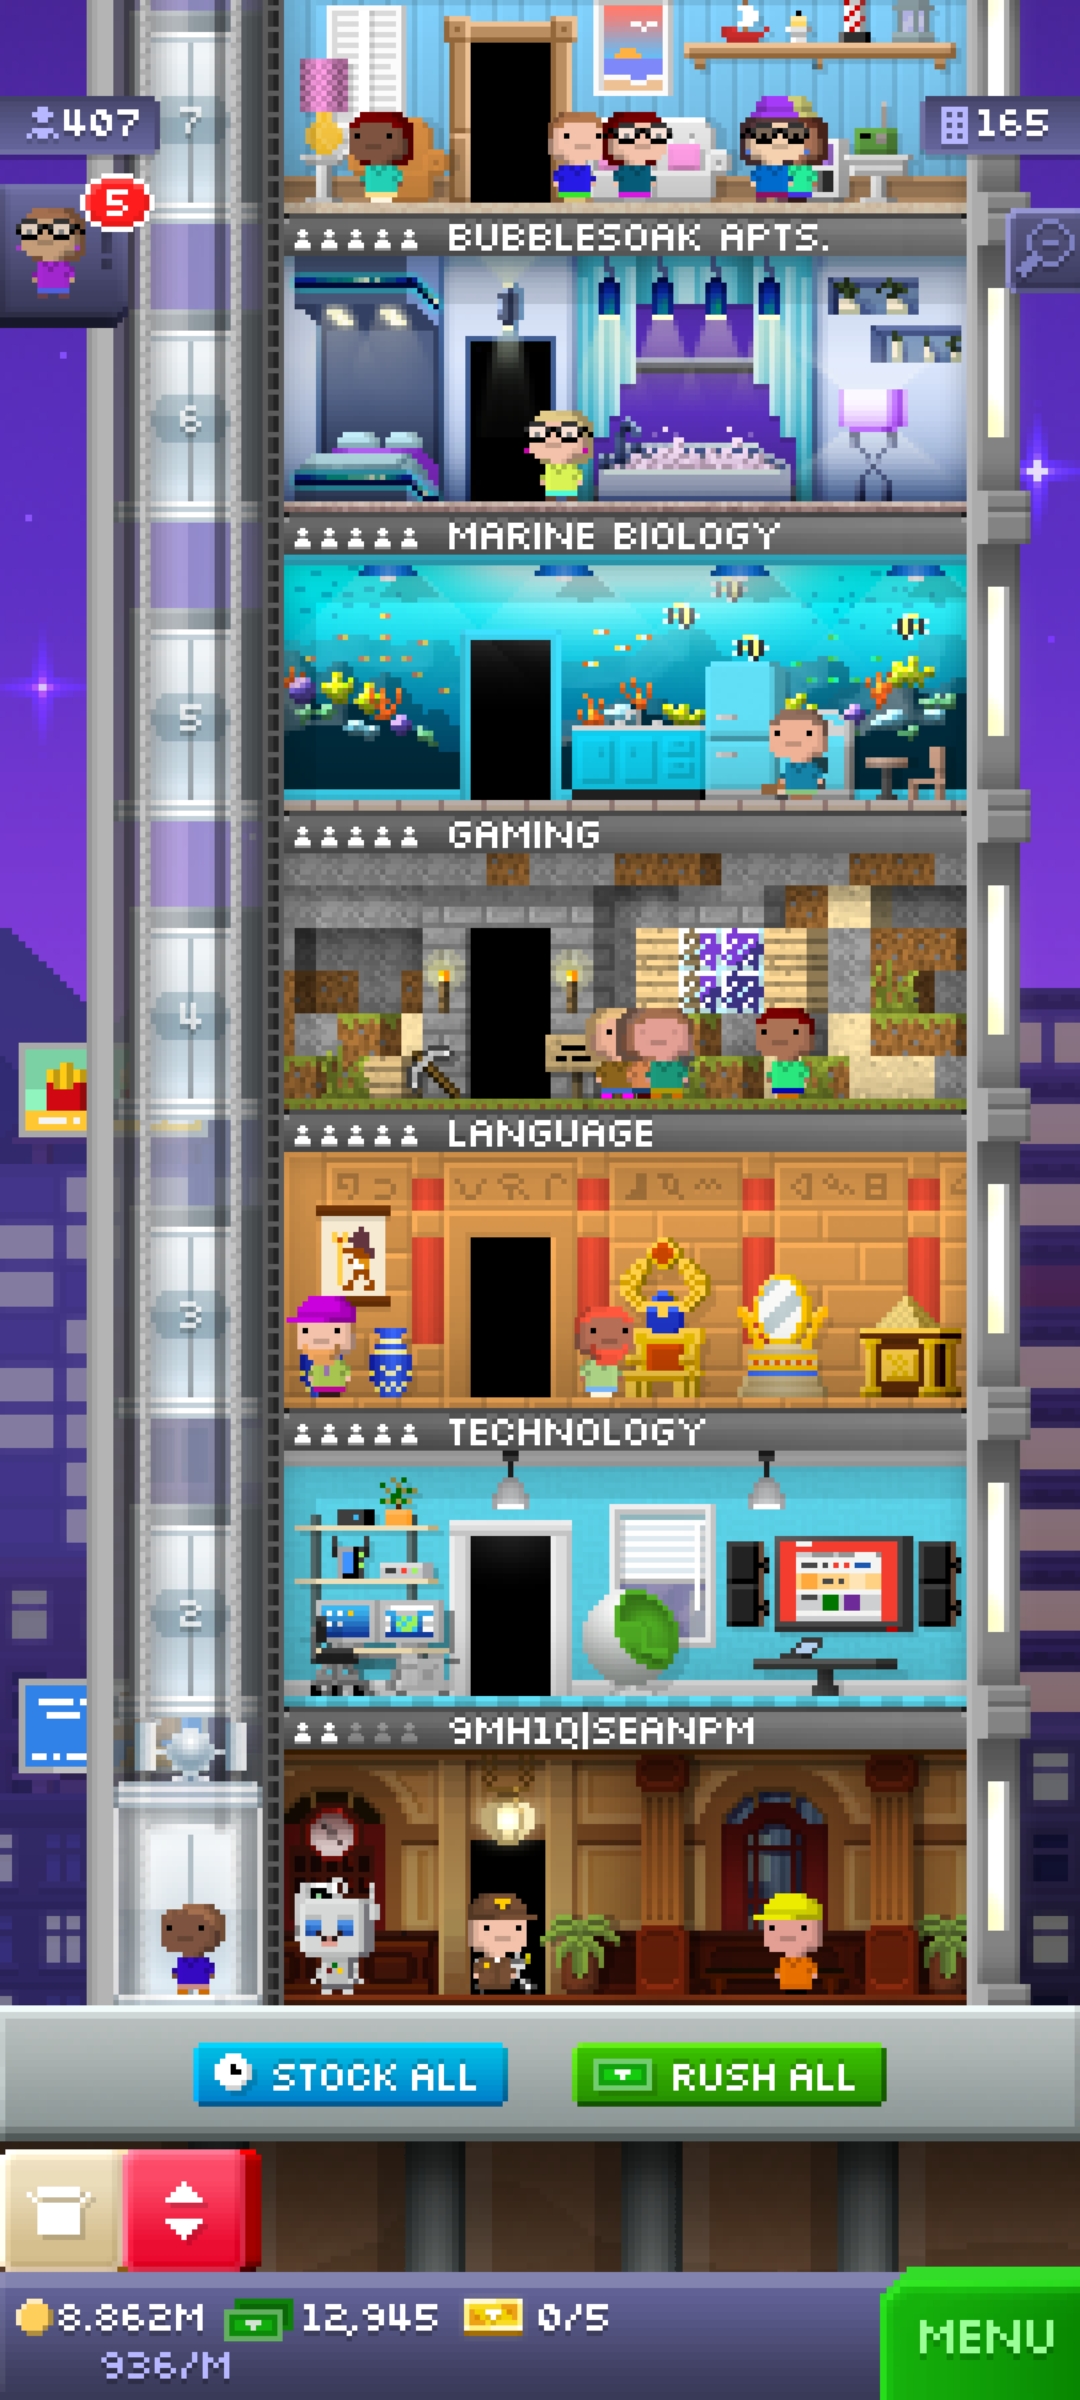 407
7
165
5
BUBBLESOAK APTS.
6
MARINE BIOLOGY
5
GAMING
4
LANGUAGE
3
TECHNOLOGY
2
9MH1Q|SEANPM
STOCK ALL
RUSH ALL
8.862M
12,945
0/5
936/M
MENU